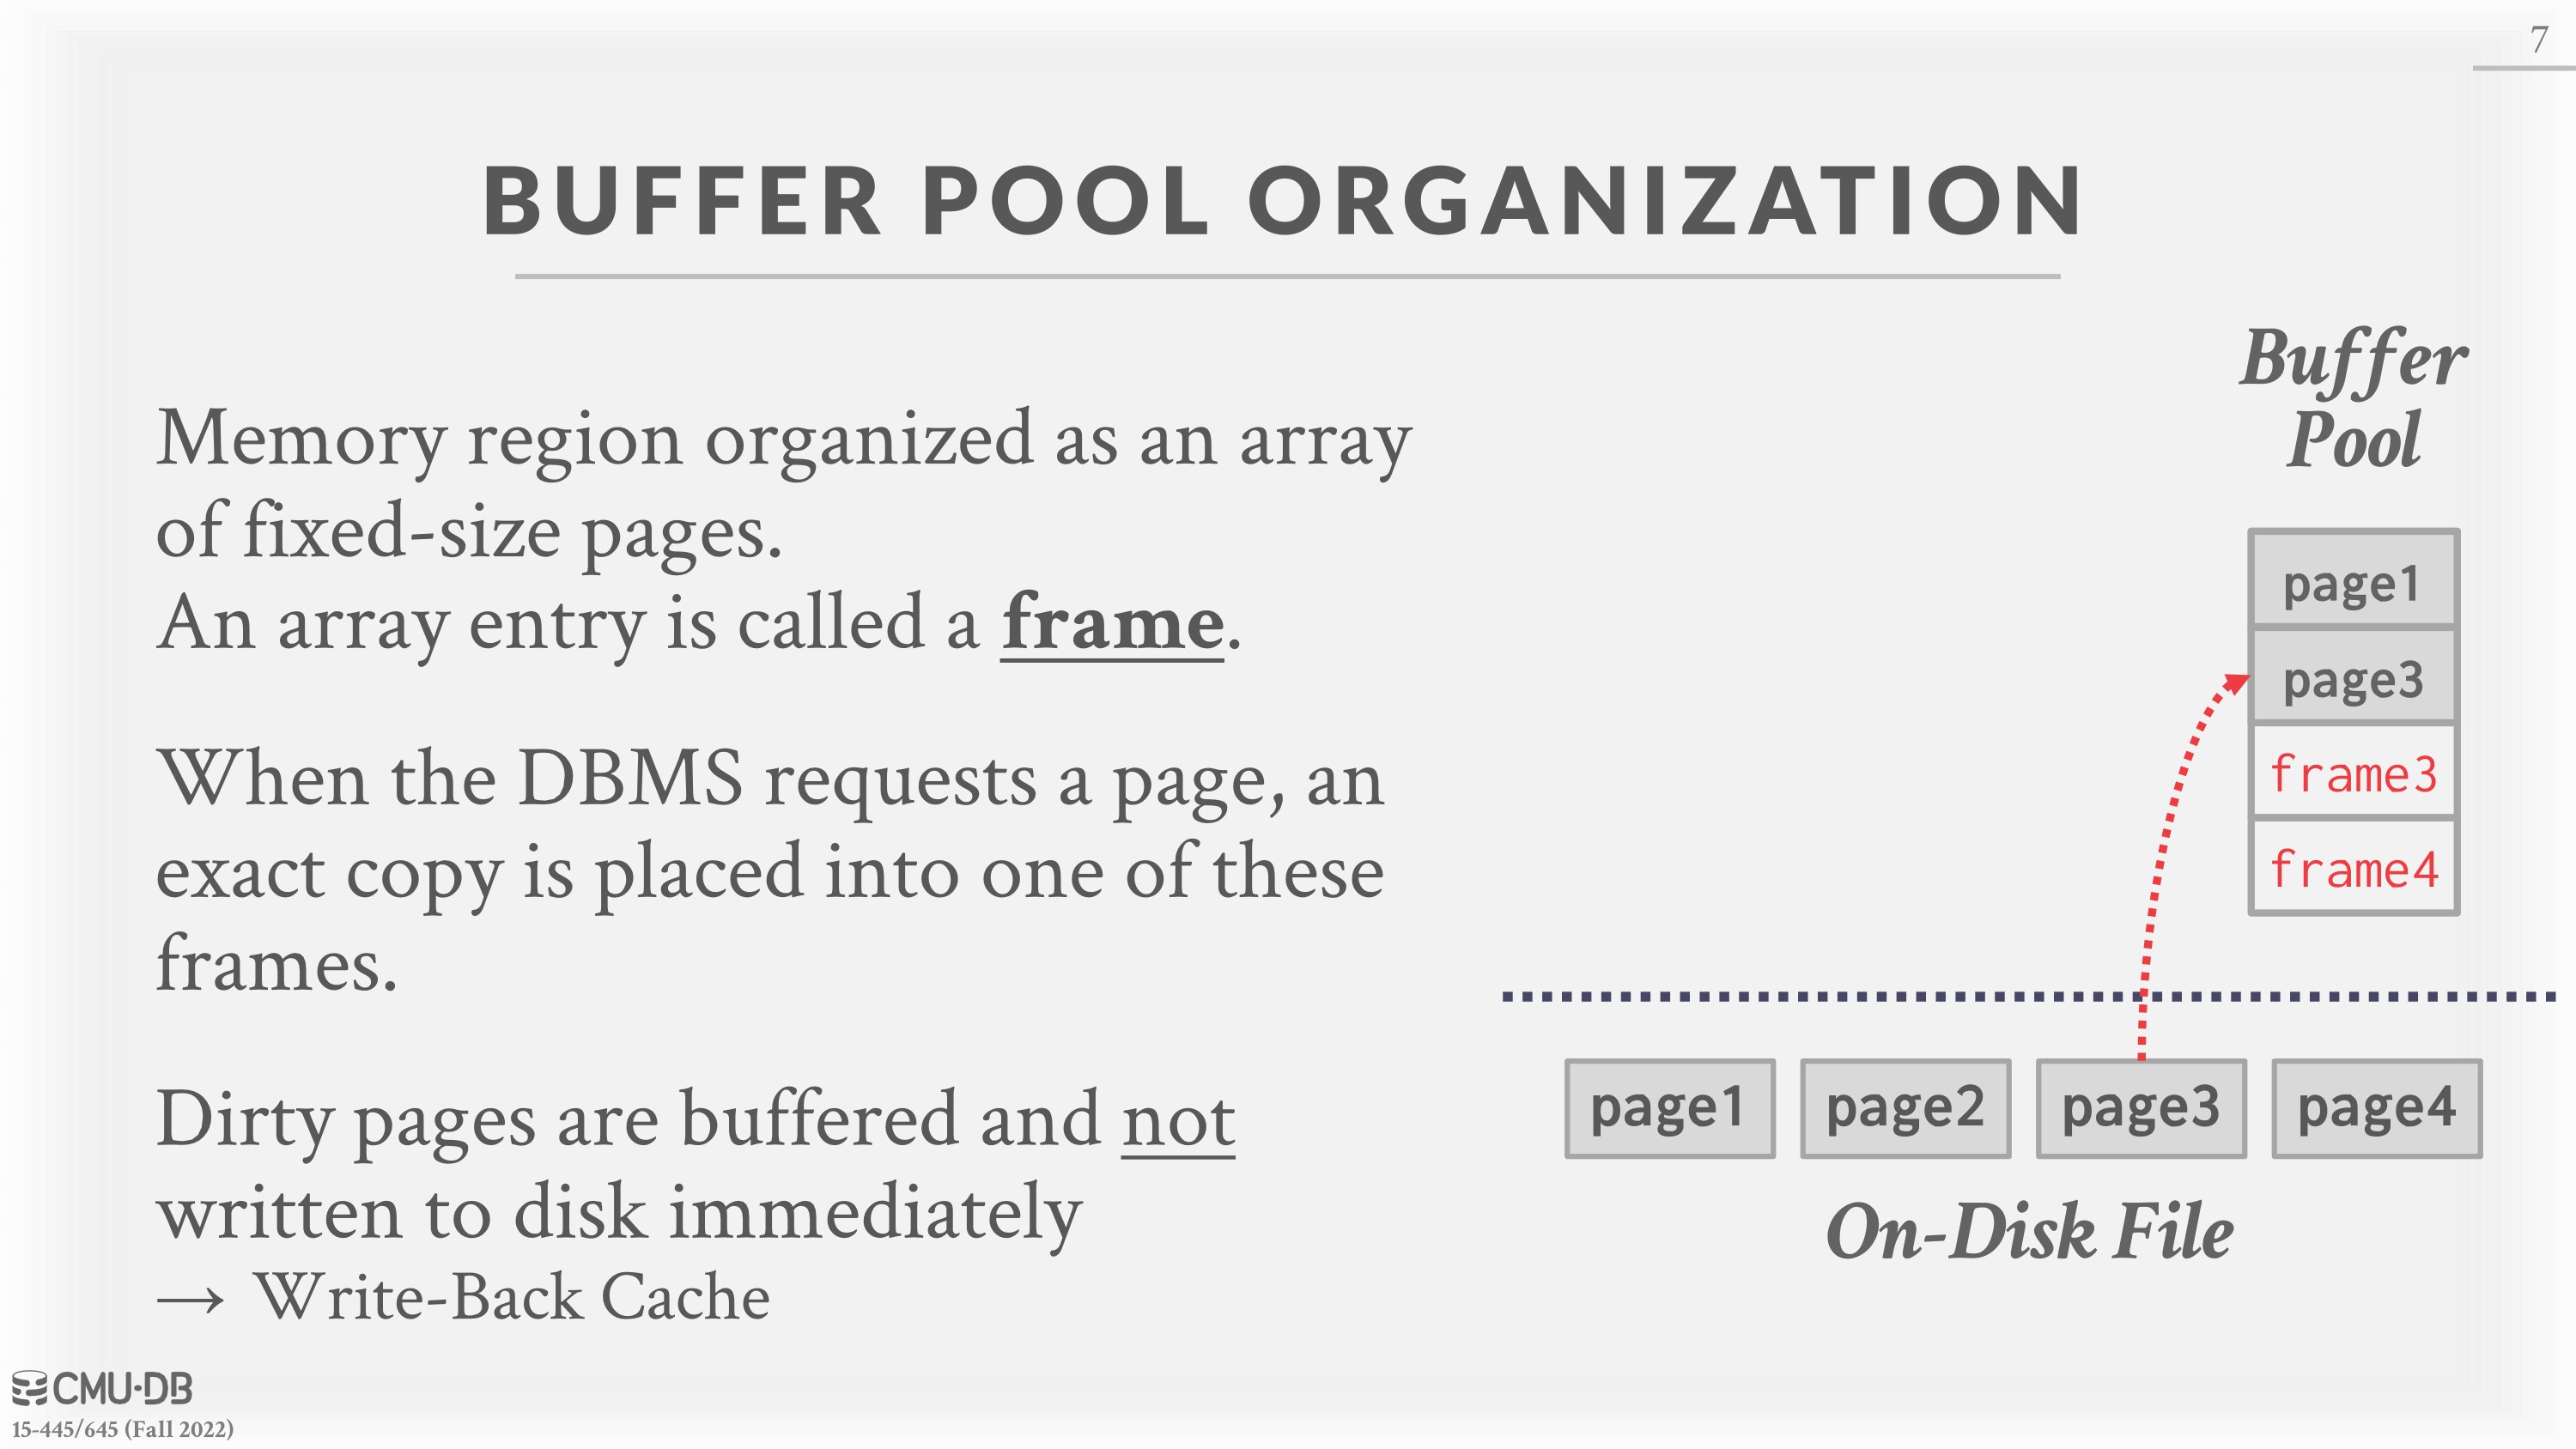 7
BUFFER POOL ORGANIZATION
Memory region organized as an array
of fixed-size pages.
An array entry is called a frame.
When the DBMS requests a page, an
exact copy is placed into one of these
frames.
Dirty pages are buffered and not
written to disk immediately
→ Write-Back Cache
Buffer
Pool
page1
page3
frame3
frame4
page1 page2 page3 page4
On-Disk File
CMU·DB
15-445/645 (Fall 2022)